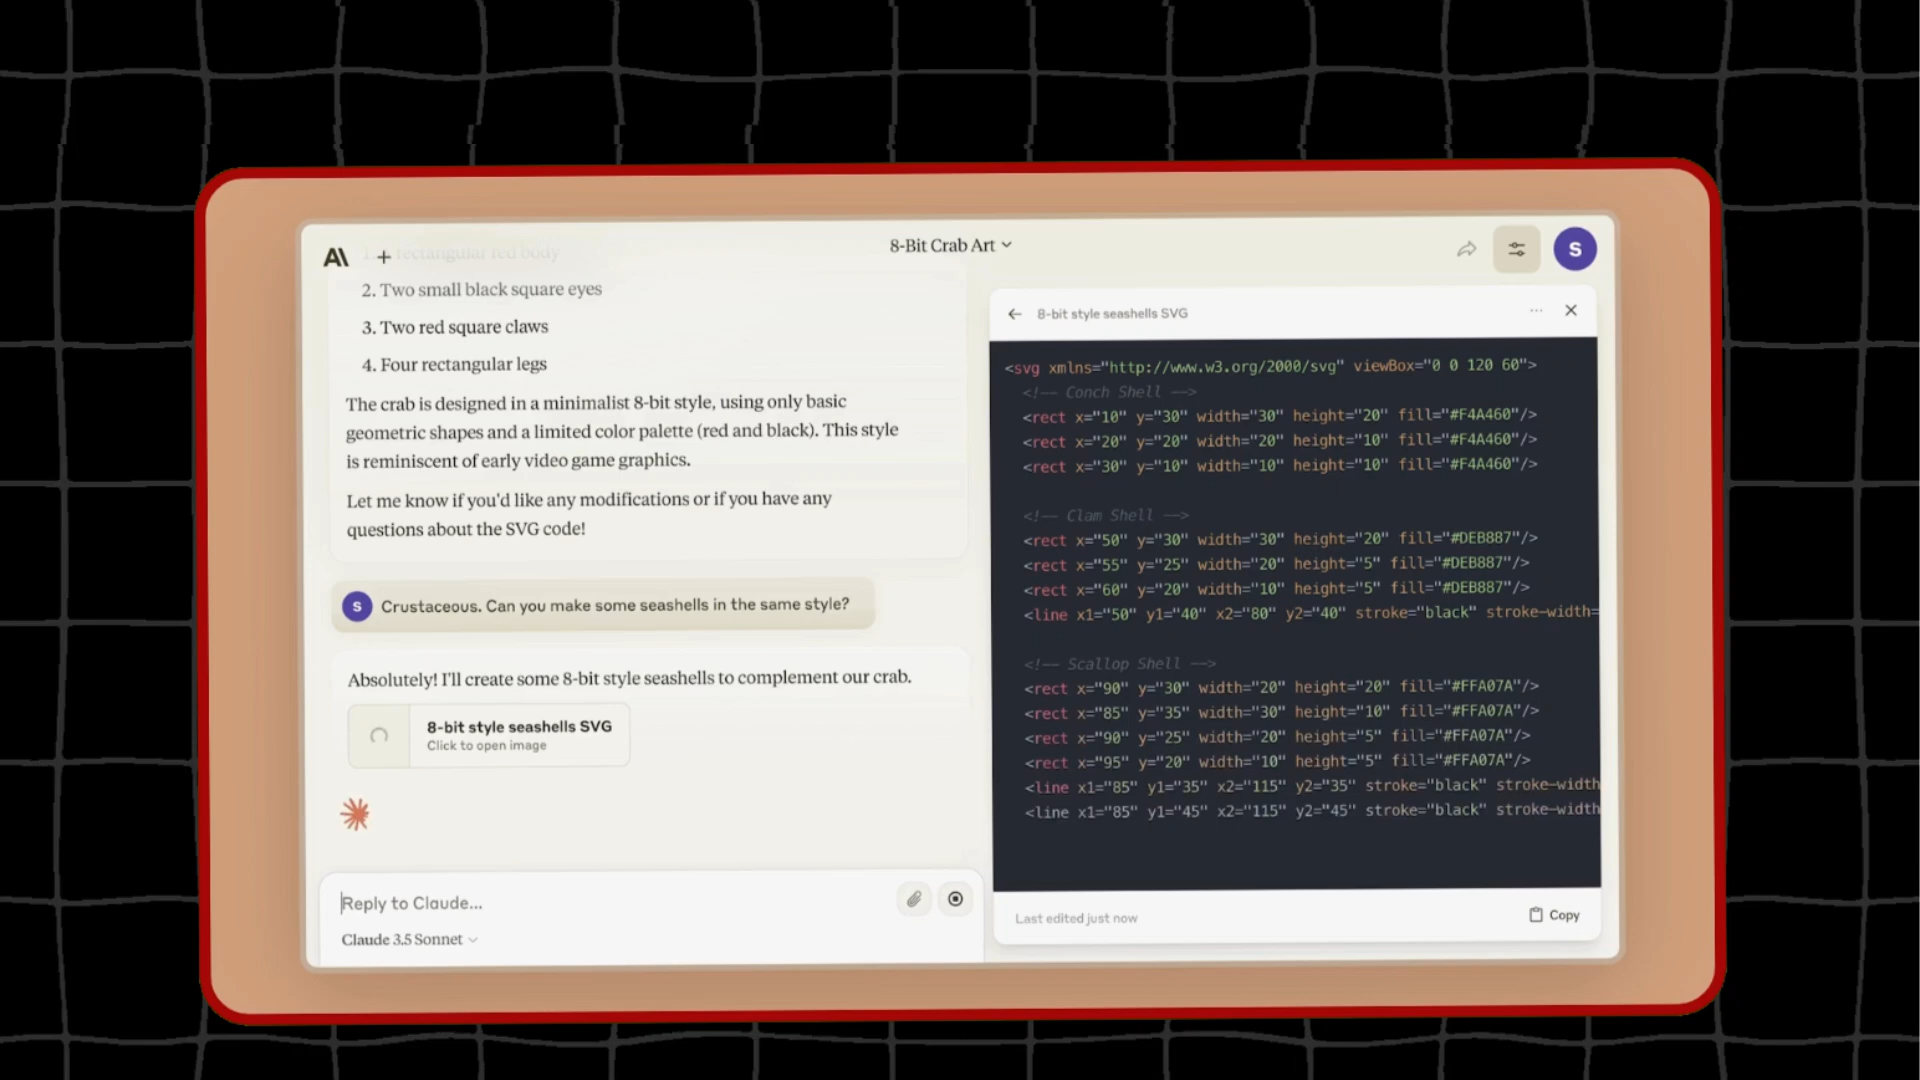 8-Bit Crab Art
S
1. A rectangular red body
2. Two small black square eyes
3. Two red square claws
4. Four rectangular legs
The crab is designed in a minimalist 8-bit style, using only basic
geometric shapes and a limited color palette (red and black). This style
is reminiscent of early video game graphics.
Let me know if you'd like any modifications or if you have any
questions about the SVG code!
S
Crustaceous. Can you make some seashells in the same style?
Absolutely! I'll create some 8-bit style seashells to complement our crab.
8-bit style seashells SVG
Click to open image
Reply to Claude...
Claude 3.5 Sonnet
8-bit style seashells SVG
<svg xmlns="http://www.w3.org/2000/svg" viewBox="0 0 120 60">
<!-- Conch Shell -->
<rect x="10" y="30" width="30" height="20" fill="#F4A460"/>
<rect x="20" y="20" width="20" height="10" fill="#F4A460"/>
<rect x="30" y="10" width="10" height="10" fill="#F4A460"/>
<!-- Clam Shell -->
<rect x="50" y="30" width="30" height="20" fill="#DEB887"/>
<rect x="55" y="25" width="20" height="5" fill="#DEB887"/>
<rect x="60" y="20" width="10" height="5" fill="#DEB887"/>
<line x1="50" y1="40" x2="80" y2="40" stroke="black" stroke-width=
<!-- Scallop Shell -->
<rect x="90" y="30" width="20" height="20" fill="#FFA07A"/>
<rect x="85" y="35" width="30" height="10" fill="#FFA07A"/>
<rect x="90" y="25" width="20" height="5" fill="#FFA07A"/>
<rect x="95" y="20" width="10" height="5" fill="#FFA07A"/>
<line x1="85" y1="35" x2="115" y2="35" stroke="black" stroke-width
<line x1="85" y1="45" x2="115" y2="45" stroke="black" stroke-width
Last edited just now
Copy